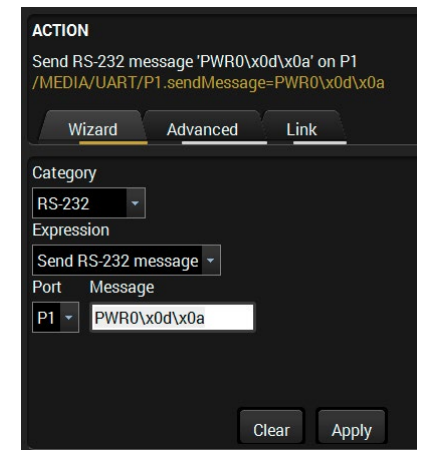 ACTION
Send RS-232 message 'PWR0\x0d\x0a' on P1
/MEDIA/UART/P1.sendMessage=PWR0\x0d\x0a
Wizard Advanced Link
Category
RS-232
Expression
Send RS-232 message
Port Message
P1 PWR0\x0d\x0a
Clear Apply